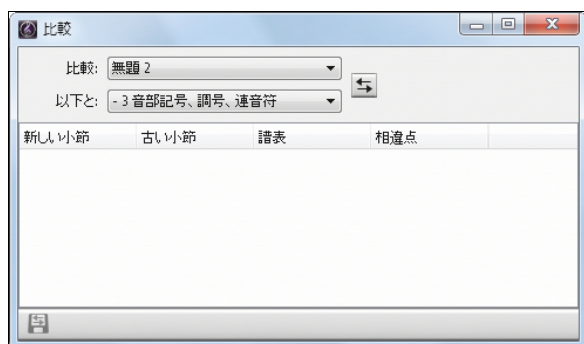 比較
比較: 無題 2
以下と: - 3 音部記号、調号、連音符
新しい小節 古い小節 譜表 相違点